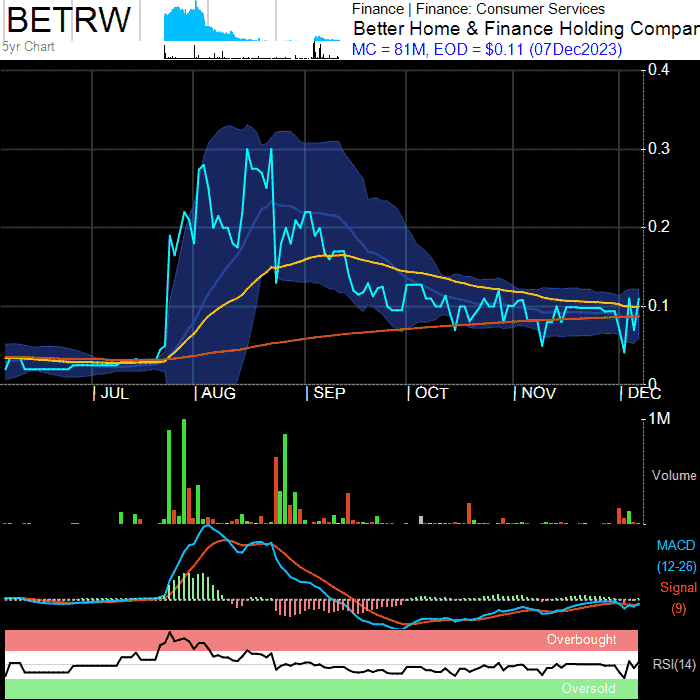 BETRW
5yr Chart
Finance | Finance: Consumer Services
Better Home & Finance Holding Compan
MC = 81M, EOD = $0.11 (07Dec2023)
0.4
0.3
0.2
0.1
0
JUL AUG SEP OCT NOV DEC
1M
Volume
MACD
(12-26)
Signal
(9)
Overbought
RSI(14)
Oversold